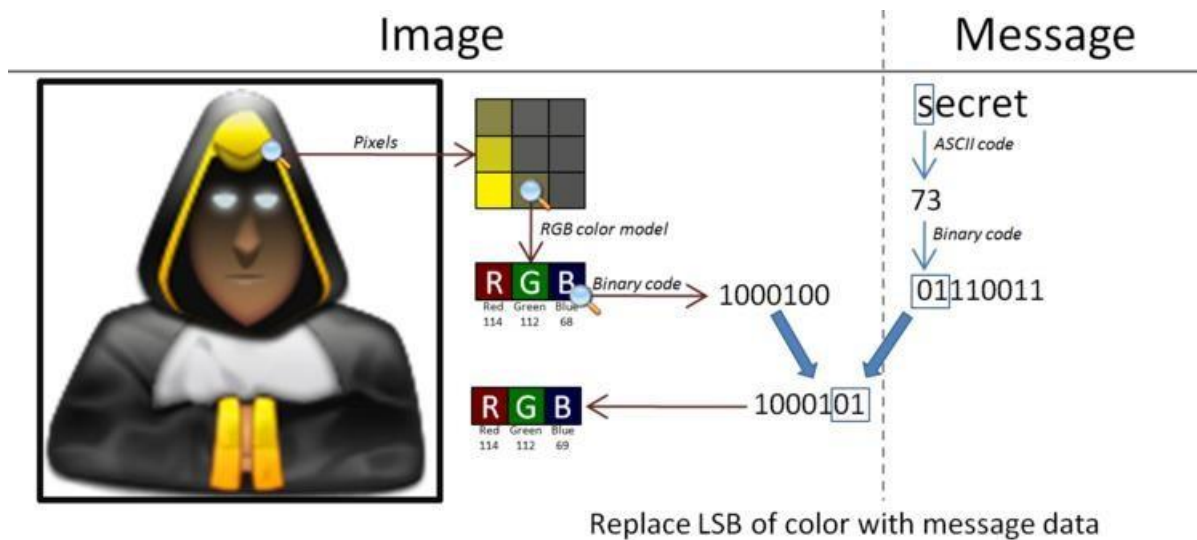 Image
Message
secret
Pixels
ASCII code
73
RGB color model
Binary code
R G B
Binary code
1000100
01110011
Red Green Blue
114 112 68
1000101
R G B
Red Green Blue
114 112 69
Replace LSB of color with message data